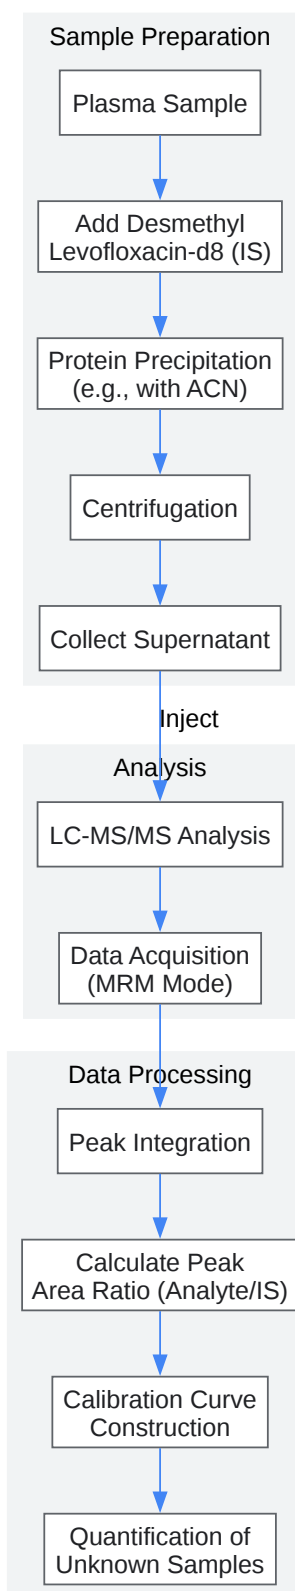 Sample Preparation
Plasma Sample
Add Desmethyl
Levofloxacin-d8 (IS)
Protein Precipitation
(e.g., with ACN)
Centrifugation
Collect Supernatant
Inject
Analysis
LC-MS/MS Analysis
Data Acquisition
(MRM Mode)
Data Processing
Peak Integration
Calculate Peak
Area Ratio (Analyte/IS)
Calibration Curve
Construction
Quantification of
Unknown Samples